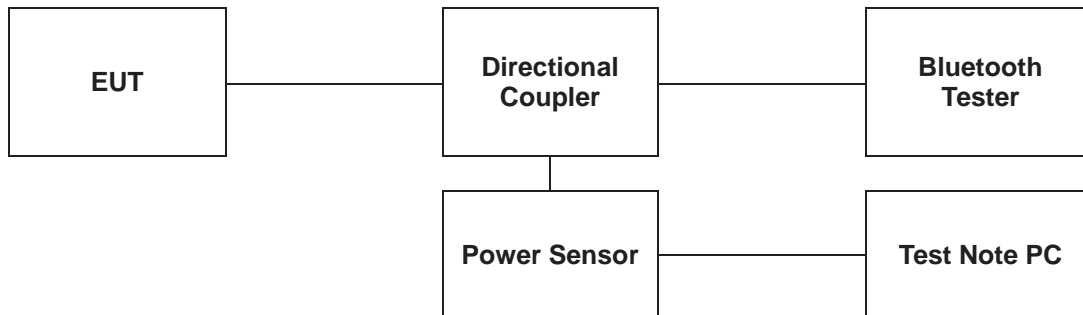 EUT
Directional
Coupler
Bluetooth
Tester
Power Sensor
Test Note PC